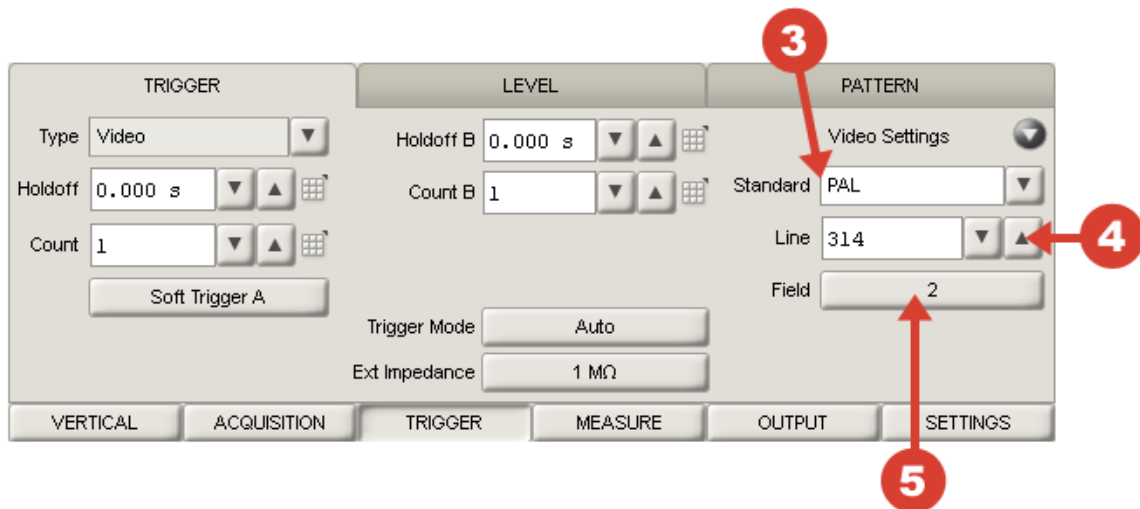 3
TRIGGER LEVEL PATTERN
Type Video Holdoff B 0.000 s Video Settings
Holdoff 0.000 s Count B 1 Standard PAL
Count 1 Line 314 4
Soft Trigger A Field 2
Trigger Mode Auto
Ext Impedance 1 MΩ
VERTICAL ACQUISITION TRIGGER MEASURE OUTPUT SETTINGS
5